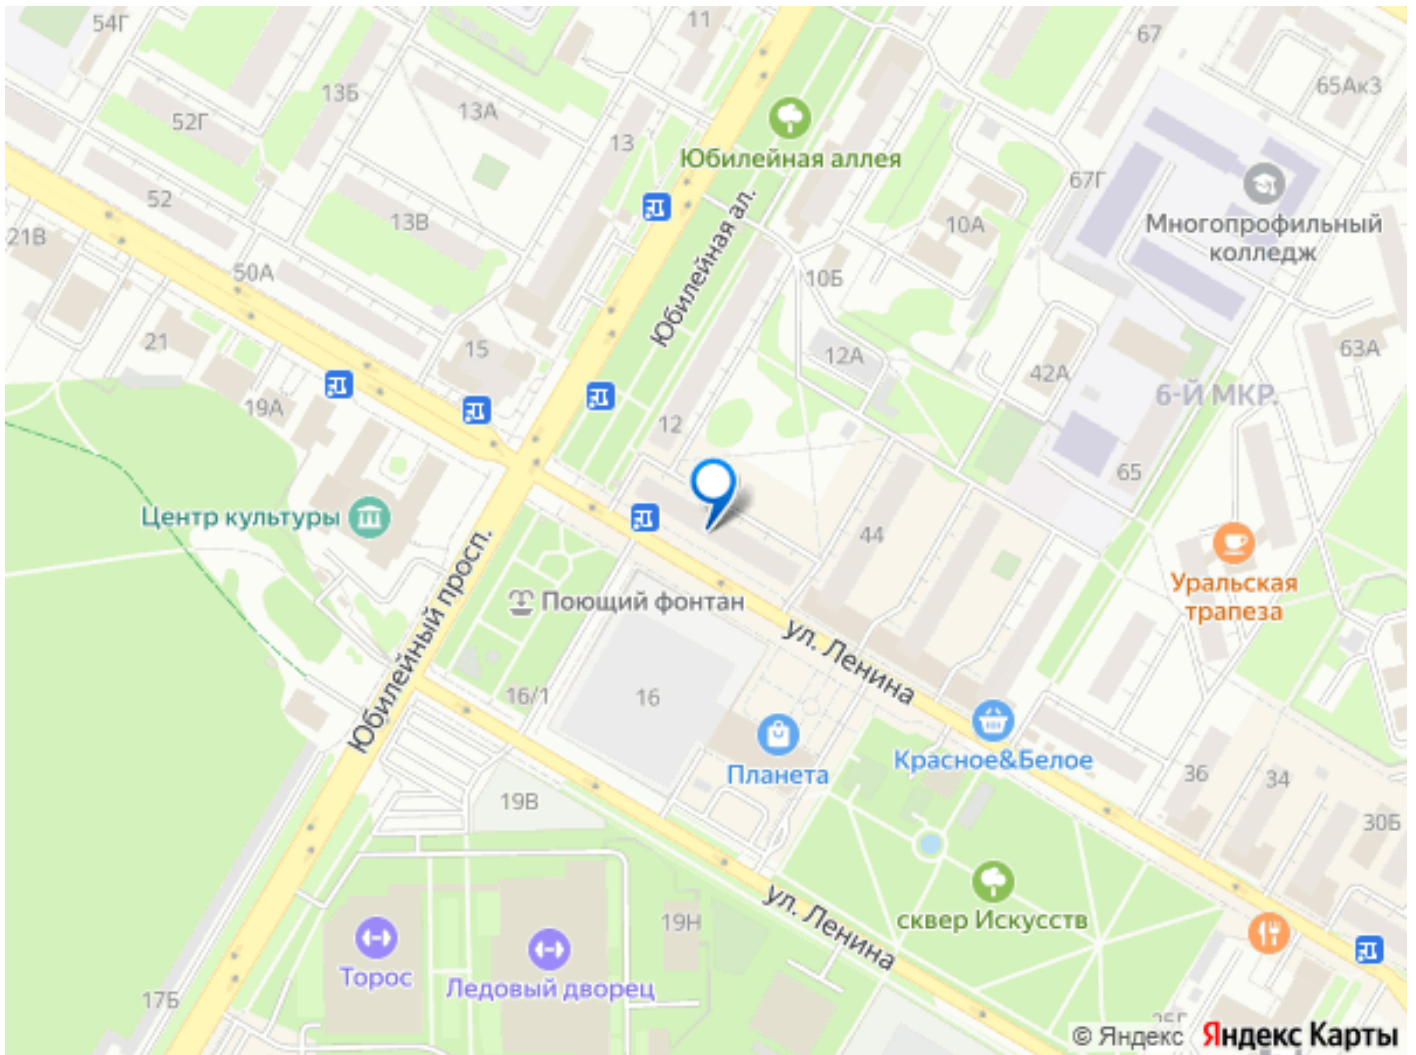 54Г
11
67
65Ак3
13Б
13А
52Г
13
Юбилейная аллея
67Г
Многопрофильный
колледж
52
13В
Юбилейная ал.
10А
21В
50А
10Б
21
15
12А
42А
63А
6-Й МКР.
19А
12
65
Центр культуры
44
Уральская
трапеза
Юбилейный просп.
Поющий фонтан
ул. Ленина
16/1
16
Планета
Красное&Белое
36
34
19В
30Б
ул. Ленина
сквер Искусств
19Н
Торос
Ледовый дворец
17Б
© Яндекс Яндекс Карты